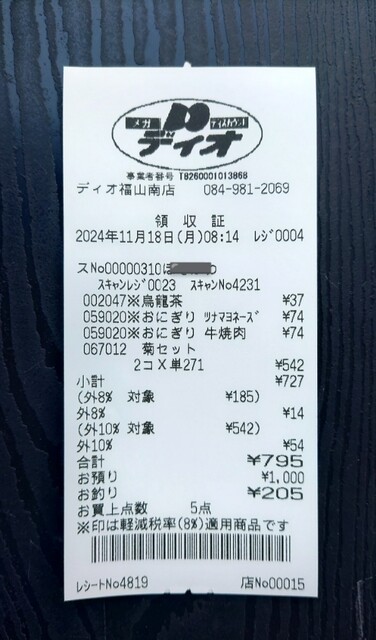 メガ D ディスカウント
ディオ
事業者番号 T8260001013868
ディオ福山南店 084-981-2069
領収証
2024年11月18日(月)08:14 レジ0004
スNo00000310
スキャンレジ0023 スキャンNo4231
002047※烏龍茶 ¥37
059020※おにぎり ツナマヨネーズ ¥74
059020※おにぎり 牛焼肉 ¥74
067012 菊セット
2コX単271 ¥542
小計 ¥727
(外8% 対象 ¥185)
外8% ¥14
(外10% 対象 ¥542)
外10% ¥54
合計 ¥795
お預り ¥1,000
お釣り ¥205
お買上点数 5点
※印は軽減税率(8%)適用商品です
レシートNo4819 店No00015